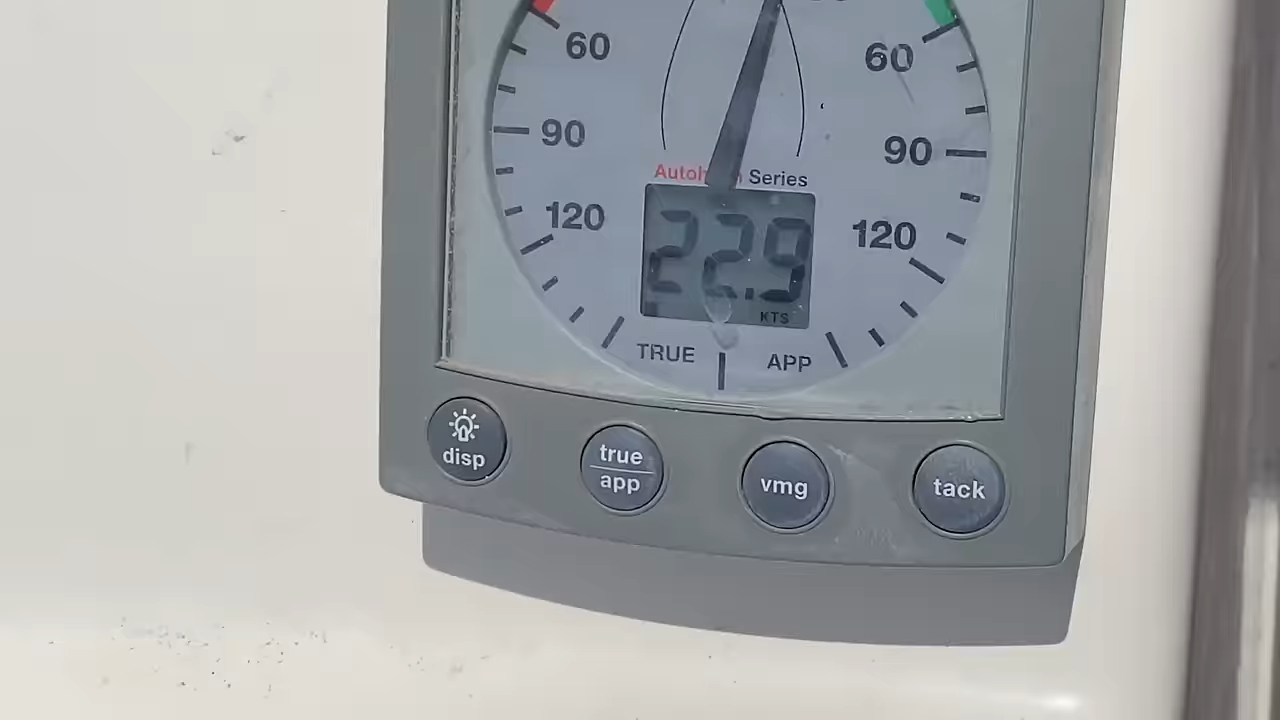 60 60
90 90
Series
120 120
22.9
KTS
TRUE APP
disp
true
app
vmg
tack